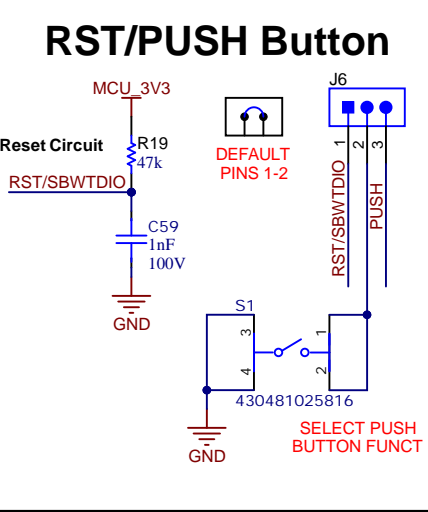 RST/PUSH Button
MCU_3V3
J6
Reset Circuit
R19
47k
DEFAULT
PINS 1-2
1
2
3
RST/SBWTDIO
RST/SBWTDIO
PUSH
C59
1nF
100V
GND
S1
3
1
4
2
430481025816
GND
SELECT PUSH
BUTTON FUNCT